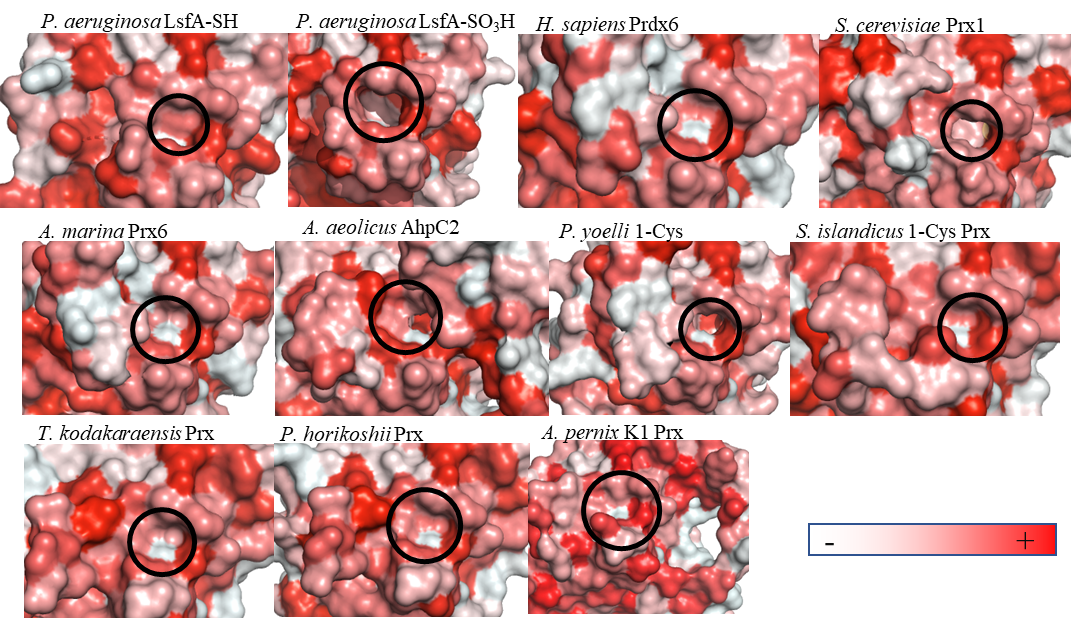 P. aeruginosa LsfA-SH
P. aeruginosa LsfA-SO₃H
H. sapiens Prdx6
S. cerevisiae Prx1
A. marina Prx6
A. aeolicus AhpC2
P. yoelli 1-Cys
S. islandicus 1-Cys Prx
T. kodakaraensis Prx
P. horikoshii Prx
A. pernix K1 Prx
- +